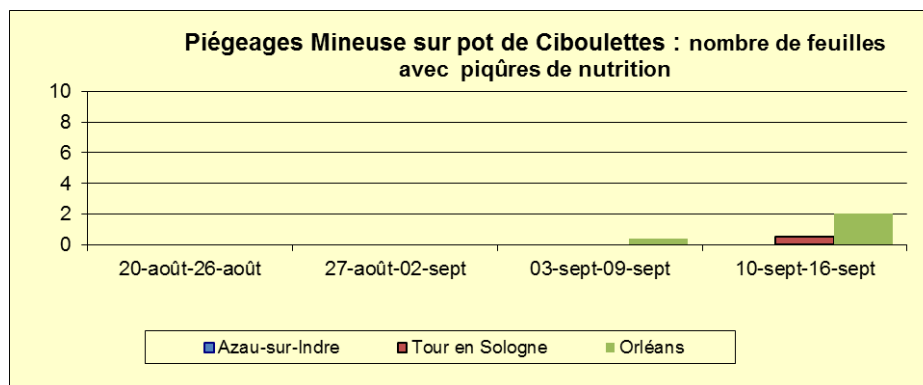 Piégeages Mineuse sur pot de Ciboulettes : nombre de feuilles
avec piqûres de nutrition
10
8
6
4
2
0
20-août-26-août 27-août-02-sept 03-sept-09-sept 10-sept-16-sept
Azau-sur-Indre Tour en Sologne Orléans